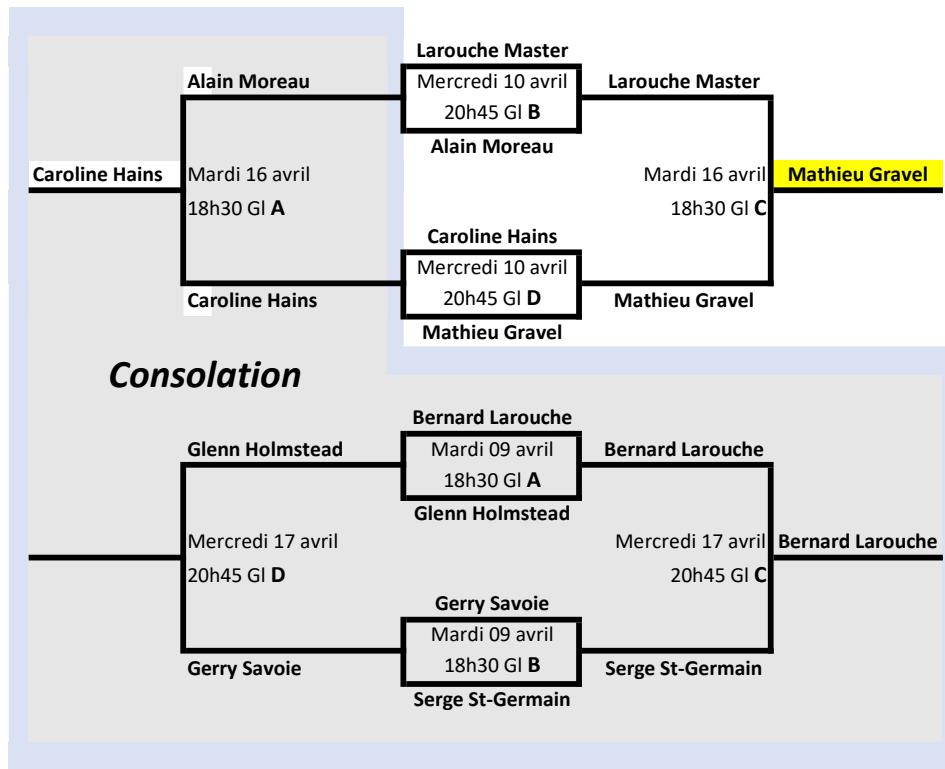 Larouche Master
Alain Moreau
Mercredi 10 avril
Larouche Master
20h45 Gl B
Alain Moreau
Caroline Hains
Mardi 16 avril
Mardi 16 avril
Mathieu Gravel
18h30 Gl A
18h30 Gl C
Caroline Hains
Mercredi 10 avril
20h45 Gl D
Caroline Hains
Mathieu Gravel
Mathieu Gravel
Consolation
Bernard Larouche
Glenn Holmstead
Mardi 09 avril
Bernard Larouche
18h30 Gl A
Glenn Holmstead
Mercredi 17 avril
Mercredi 17 avril
Bernard Larouche
20h45 Gl D
20h45 Gl C
Gerry Savoie
Mardi 09 avril
18h30 Gl B
Gerry Savoie
Serge St-Germain
Serge St-Germain